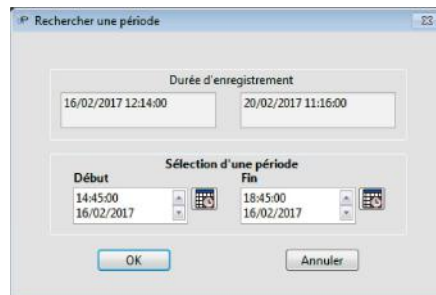 Rechercher une période
Durée d'enregistrement
16/02/2017 12:14:00 20/02/2017 11:16:00
Sélection d'une période
Début Fin
14:45:00 18:45:00
16/02/2017 16/02/2017
OK Annuler